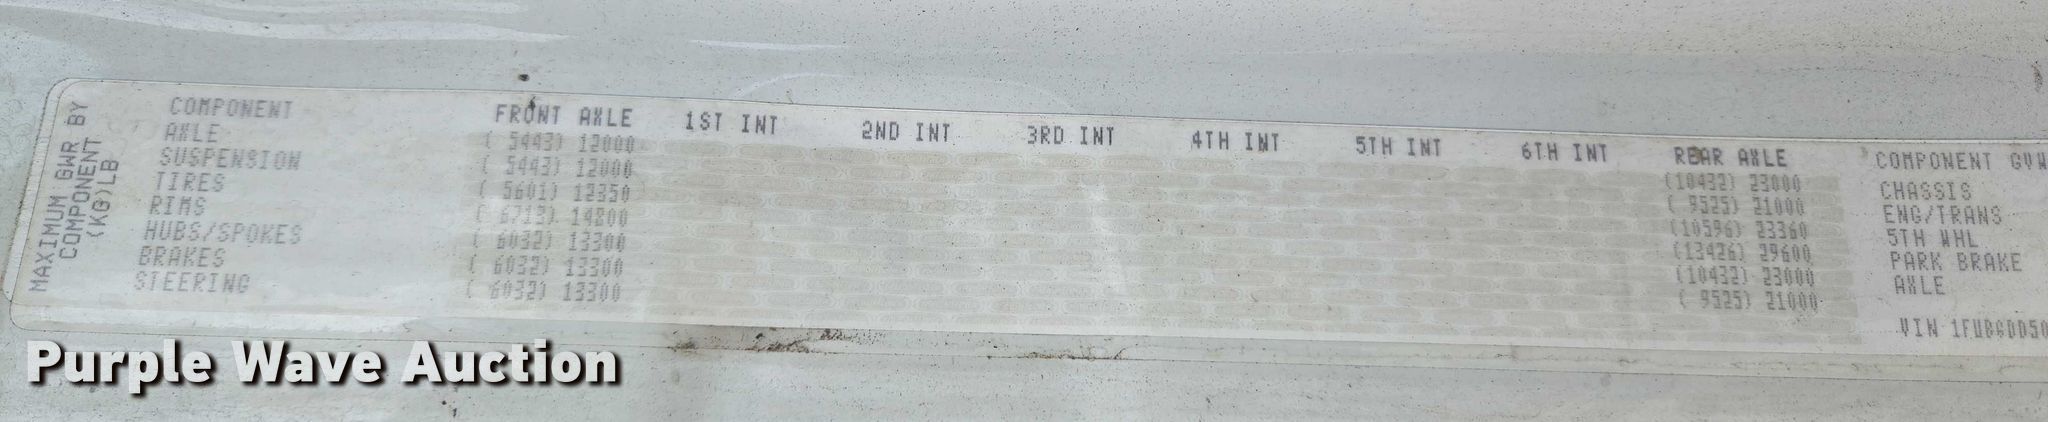 MAXIMUM GWR BY
COMPONENT
(KG)LB
COMPONENT FRONT AXLE 1ST INT 2ND INT 3RD INT 4TH INT 5TH INT 6TH INT REAR AXLE
AXLE ( 5443) 12000 (10432) 23000
SUSPENSION ( 5443) 12000 ( 9525) 21000
TIRES ( 5601) 12350 (10596) 23360
RIMS ( 6713) 14800 (13426) 29600
HUBS/SPOKES ( 6032) 13300 (10432) 23000
BRAKES ( 6032) 13300 ( 9525) 21000
STEERING ( 6032) 13300
COMPONENT GVW
CHASSIS
ENG/TRANS
5TH WHL
PARK BRAKE
AXLE
VIN
Purple Wave Auction